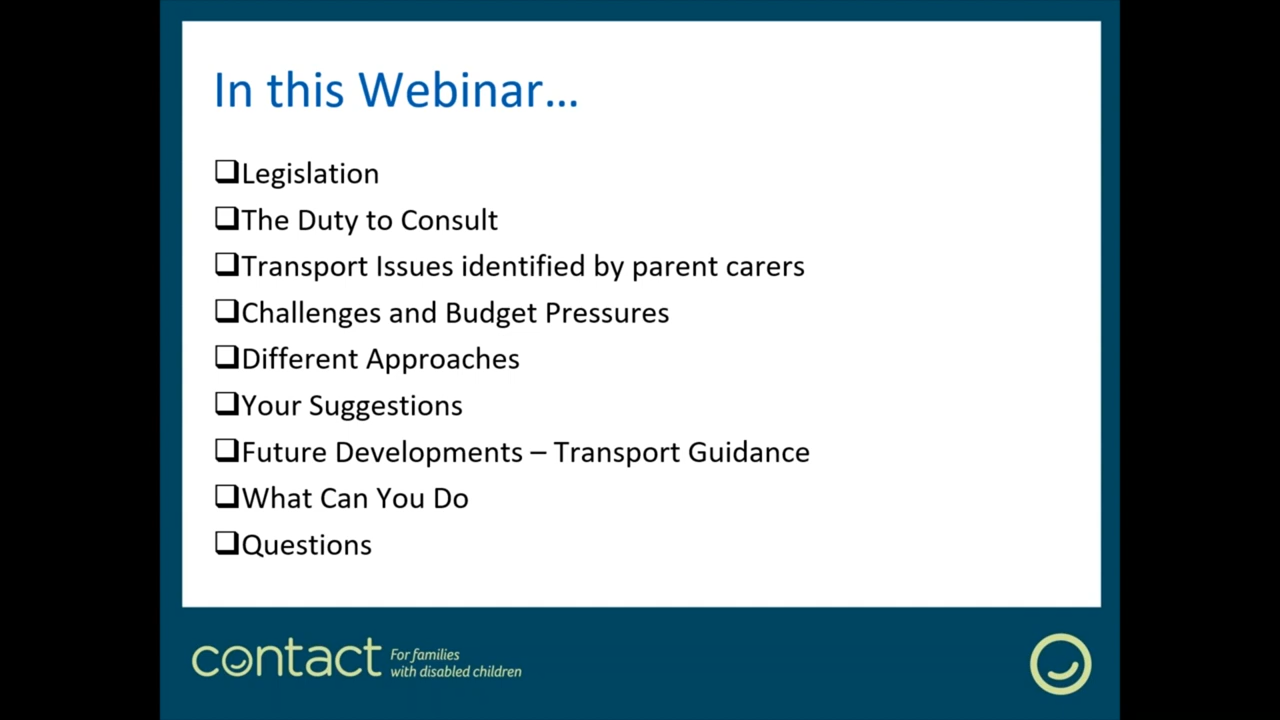 In this Webinar...
❑Legislation
❑The Duty to Consult
❑Transport Issues identified by parent carers
❑Challenges and Budget Pressures
❑Different Approaches
❑Your Suggestions
❑Future Developments – Transport Guidance
❑What Can You Do
❑Questions
contact
For families
with disabled children